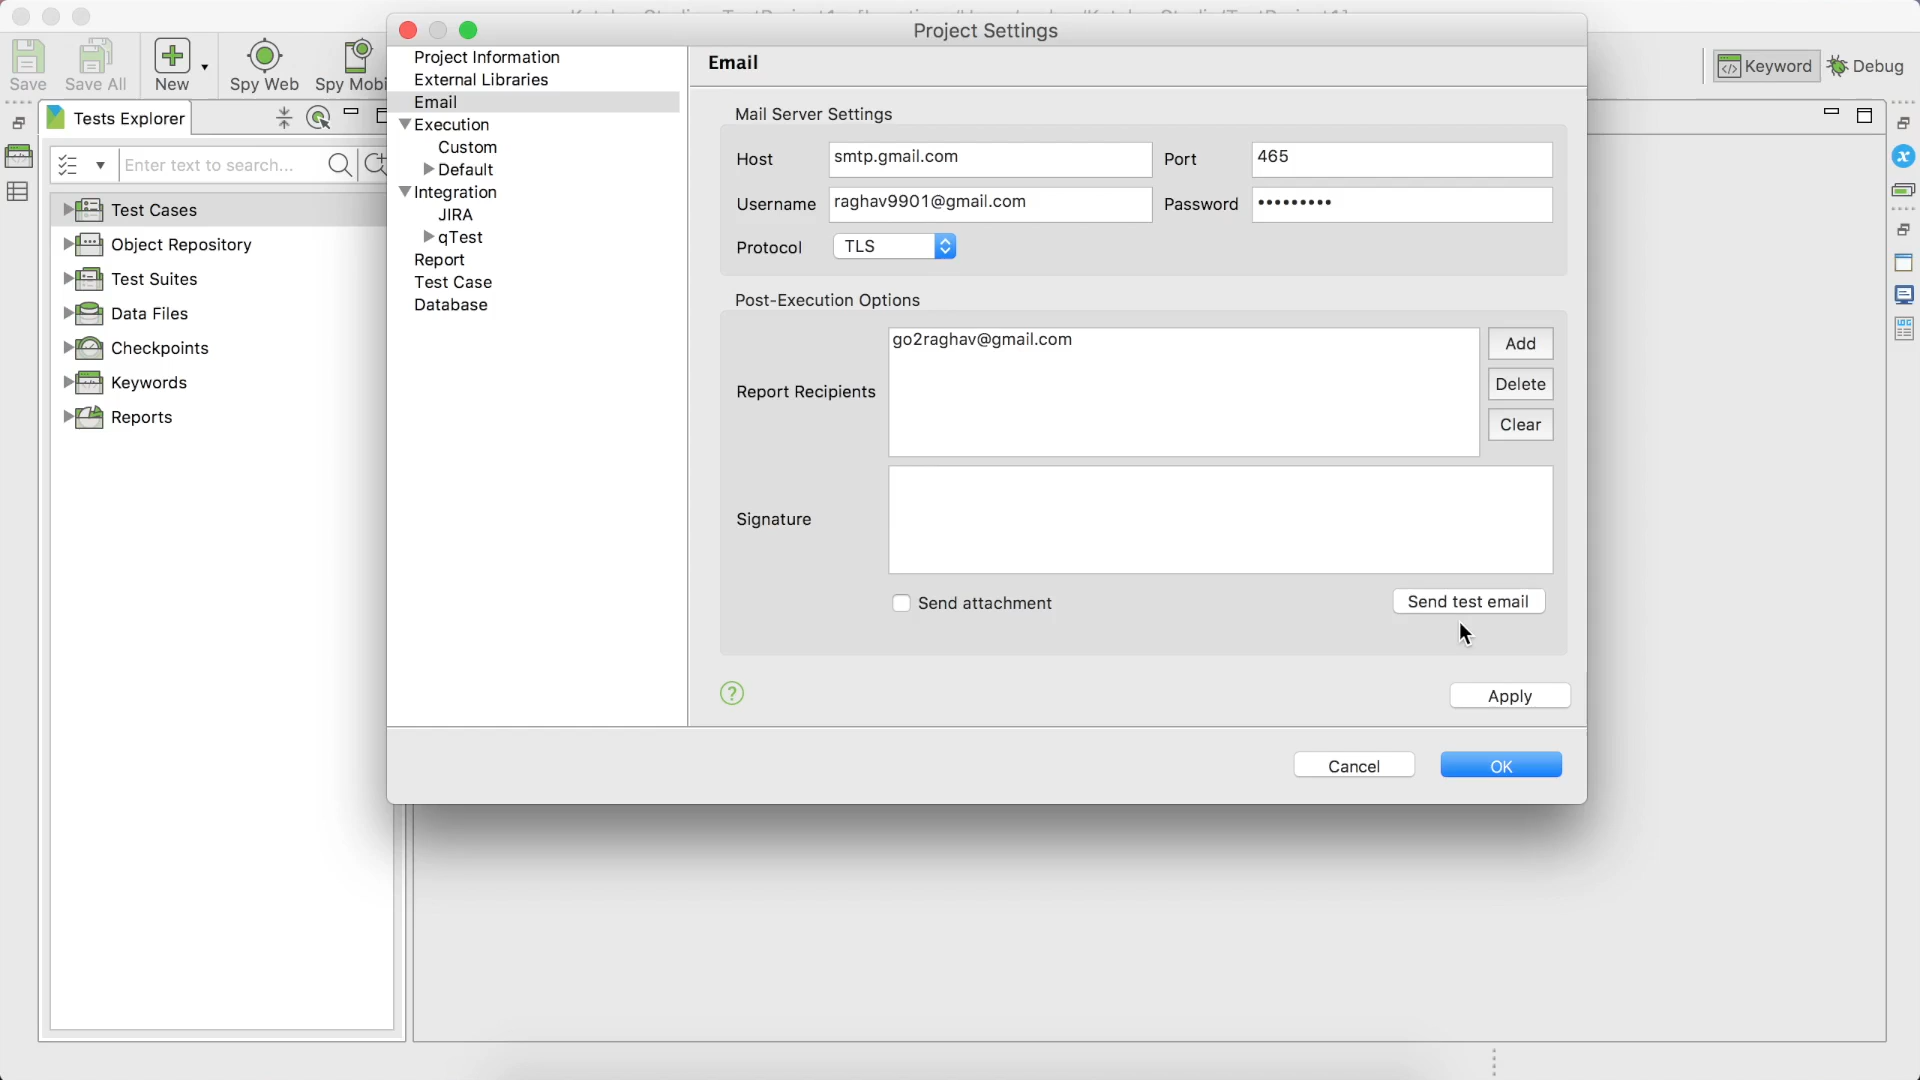 Project Settings
Save
Save All
New
Spy Web
Spy Mobi
Keyword
Debug
Tests Explorer
Enter text to search...
Test Cases
Object Repository
Test Suites
Data Files
Checkpoints
Keywords
Reports
Project Information
External Libraries
Email
Execution
Custom
Default
Integration
JIRA
qTest
Report
Test Case
Database
Email
Mail Server Settings
Host smtp.gmail.com Port 465
Username raghav9901@gmail.com Password •••••••••
Protocol TLS
Post-Execution Options
Report Recipients go2raghav@gmail.com
Add
Delete
Clear
Signature
Send attachment Send test email
?
Apply
Cancel OK